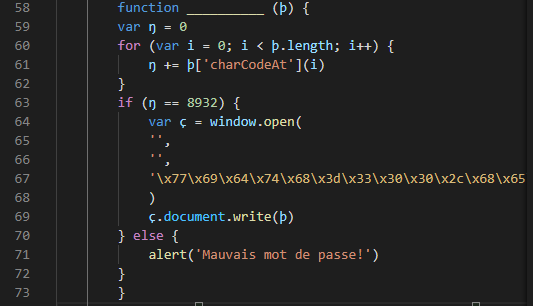 58 function __________ (þ) {
59 var ŋ = 0
60 for (var i = 0; i < þ.length; i++) {
61 ŋ += þ['charCodeAt'](i)
62 }
63 if (ŋ == 8932) {
64 var ç = window.open(
65 '',
66 '',
67 '\x77\x69\x64\x74\x68\x3d\x33\x30\x30\x2c\x68\x65
68 )
69 ç.document.write(þ)
70 } else {
71 alert('Mauvais mot de passe!')
72 }
73 }